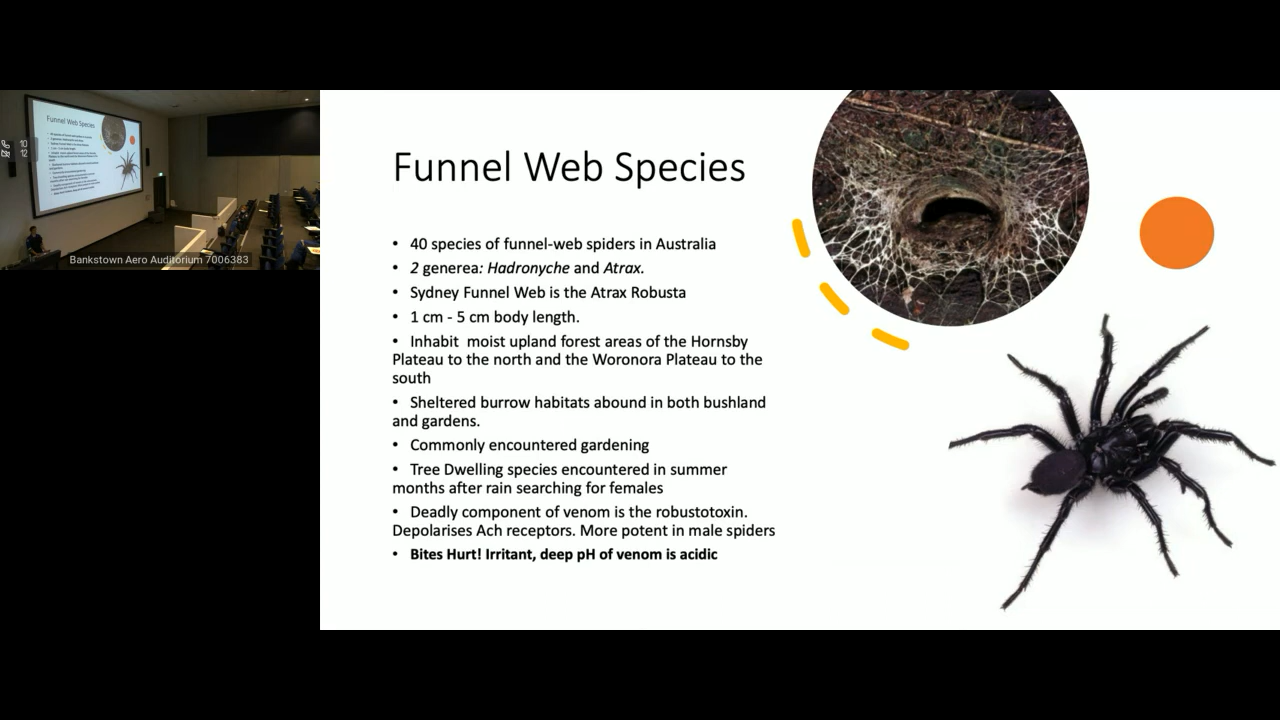 Funnel Web Species
• 40 species of funnel-web spiders in Australia
• 2 generea: Hadronyche and Atrax.
• Sydney Funnel Web is the Atrax Robusta
• 1 cm - 5 cm body length.
• Inhabit moist upland forest areas of the Hornsby
Plateau to the north and the Woronora Plateau to the
south
• Sheltered burrow habitats abound in both bushland
and gardens.
• Commonly encountered gardening
• Tree Dwelling species encountered in summer
months after rain searching for females
• Deadly component of venom is the robustotoxin.
Depolarises Ach receptors. More potent in male spiders
• Bites Hurt! Irritant, deep pH of venom is acidic
Funnel Web Species
10
12
Bankstown Aero Auditorium 7006383